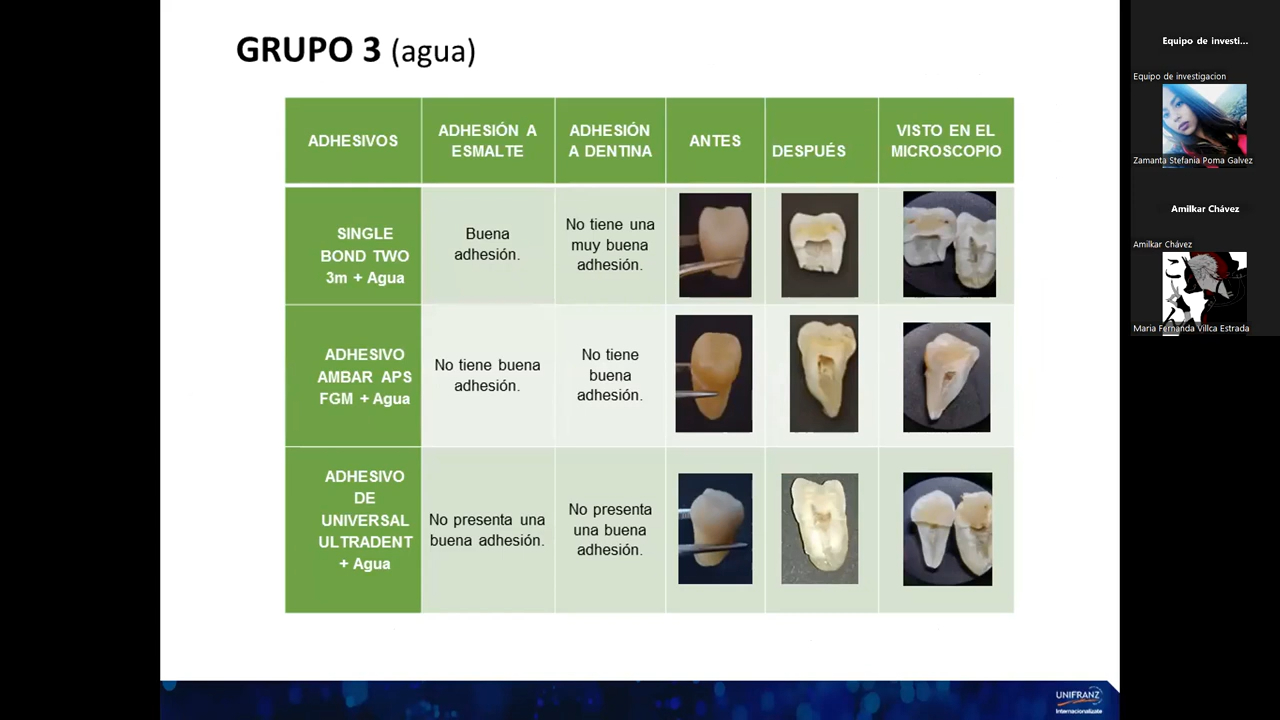 GRUPO 3 (agua)
ADHESIVOS
ADHESIÓN A
ESMALTE
ADHESIÓN
A DENTINA
ANTES
DESPUÉS
VISTO EN EL
MICROSCOPIO
SINGLE
BOND TWO
3m + Agua
Buena
adhesión.
No tiene una
muy buena
adhesión.
ADHESIVO
AMBAR APS
FGM + Agua
No tiene buena
adhesión.
No tiene
buena
adhesión.
ADHESIVO
DE
UNIVERSAL
ULTRADENT
+ Agua
No presenta una
buena adhesión.
No presenta
una buena
adhesión.
UNIFRANZ
Internacionalízate
Equipo de investi...
Equipo de investigacion
Zamanta Stefania Poma Galvez
Amilkar Chávez
Amilkar Chávez
Maria Fernanda Villca Estrada